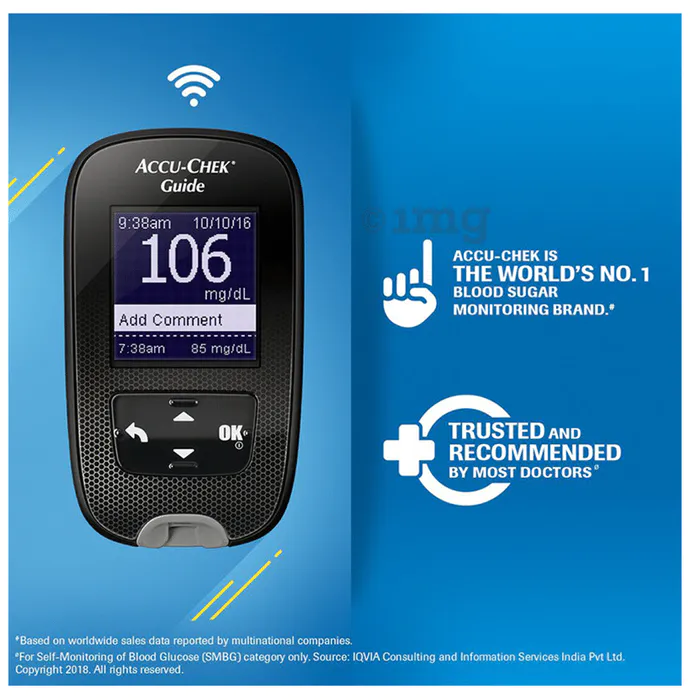 ACCU-CHEK®
Guide
9:38am 10/10/16
106
mg/dL
Add Comment
7:38am 85 mg/dL
OK
1mg
ACCU-CHEK IS
THE WORLD'S NO. 1
BLOOD SUGAR
MONITORING BRAND.#
TRUSTED AND
RECOMMENDED
BY MOST DOCTORS ø
#Based on worldwide sales data reported by multinational companies.
øFor Self-Monitoring of Blood Glucose (SMBG) category only. Source: IQVIA Consulting and Information Services India Pvt Ltd.
Copyright 2018. All rights reserved.